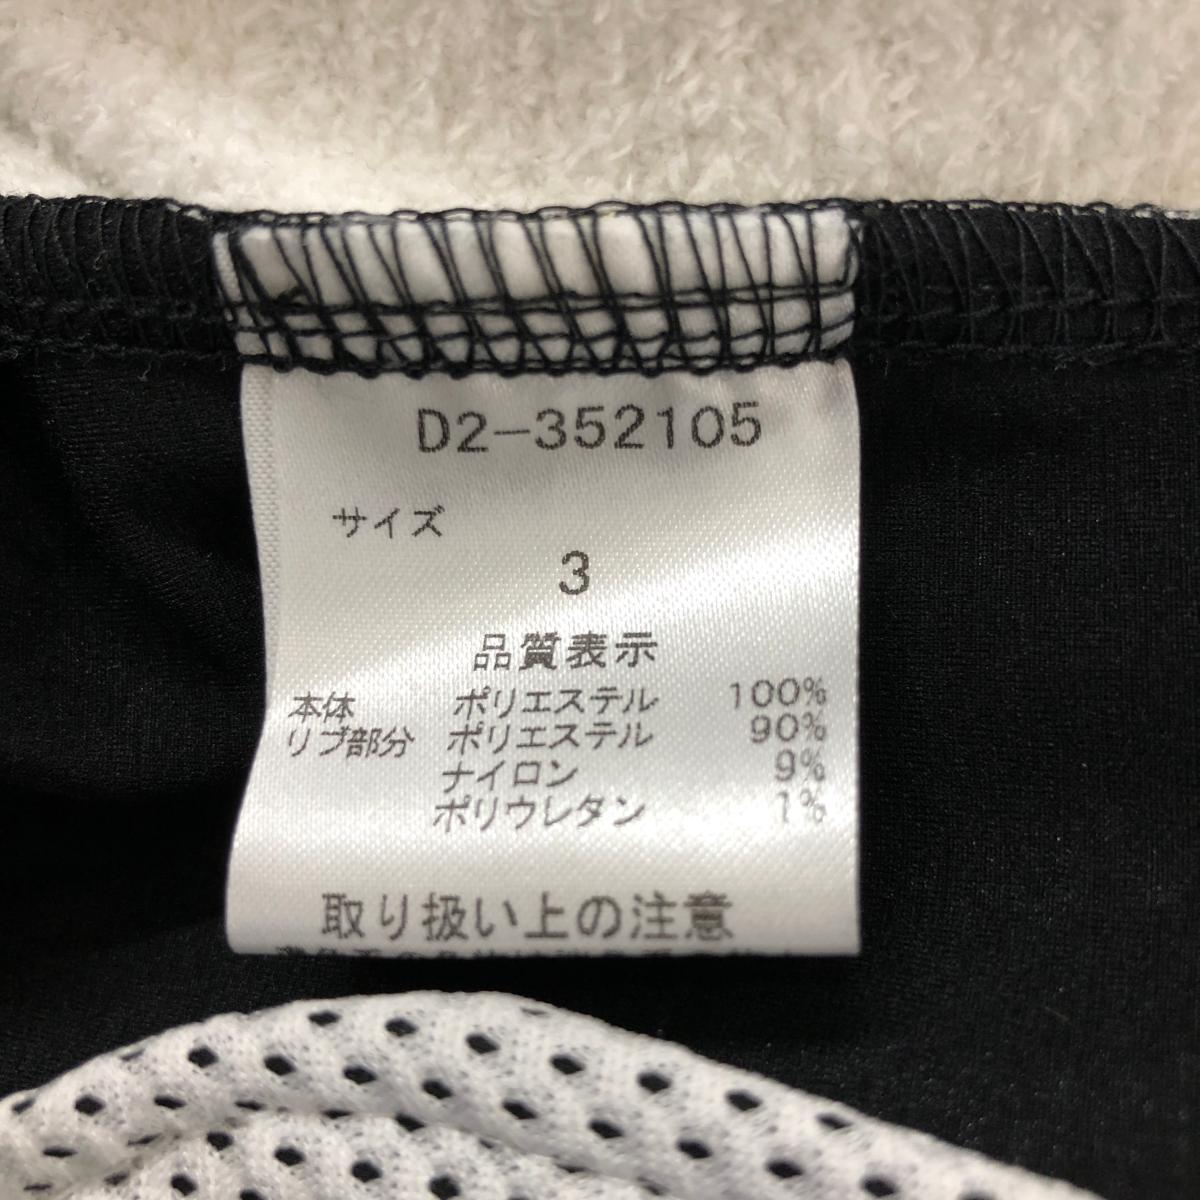 D2-352105
サイズ
3
品質表示
本体 ポリエステル 100%
リブ部分 ポリエステル 90%
ナイロン 9%
ポリウレタン 1%
取り扱い上の注意